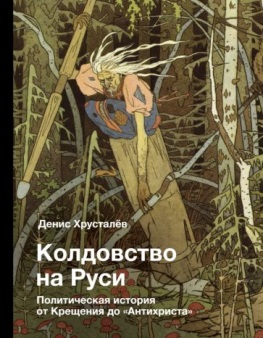 Денис Хрусталёв
Колдовство
на Руси
Политическая история
от Крещения до «Антихриста»